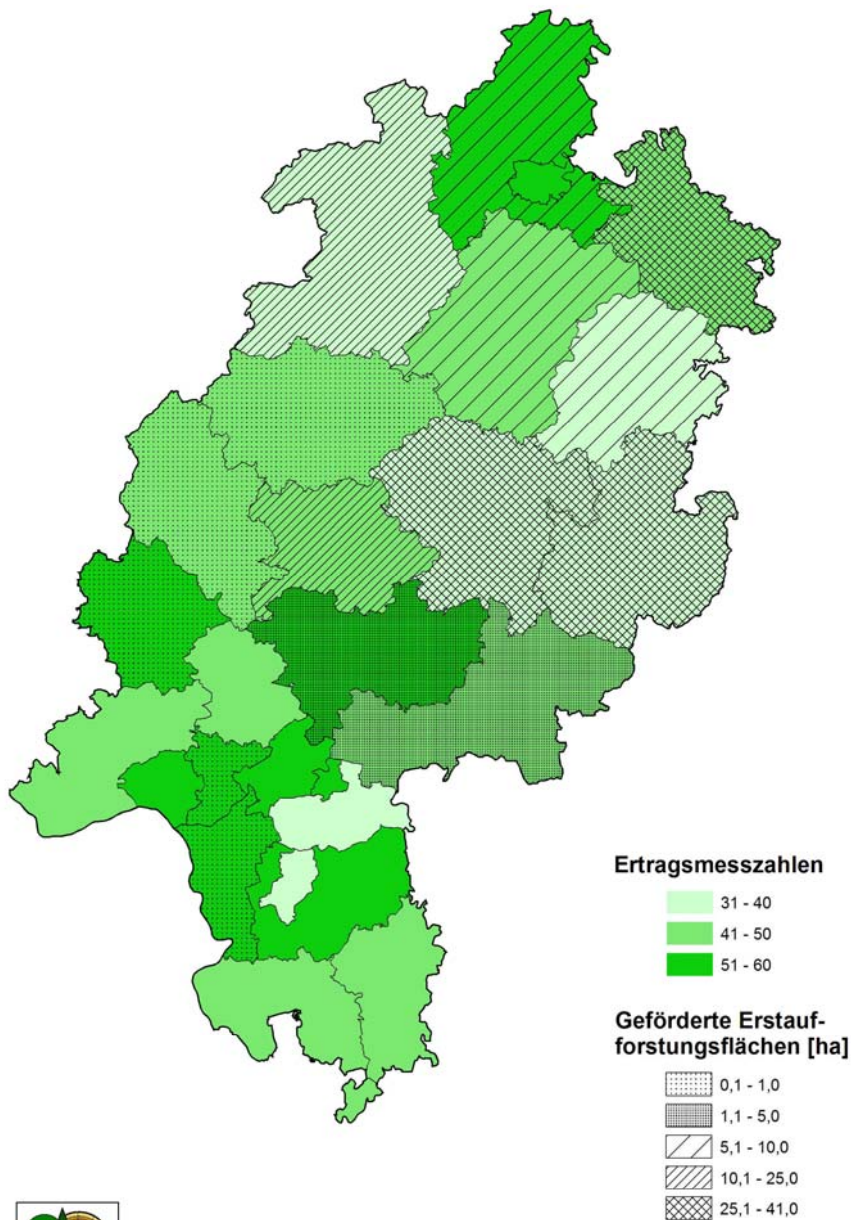 Ertragsmesszahlen
31 - 40
41 - 50
51 - 60
Geförderte Erstauf-
forstungsflächen [ha]
0,1 - 1,0
1,1 - 5,0
5,1 - 10,0
10,1 - 25,0
25,1 - 41,0